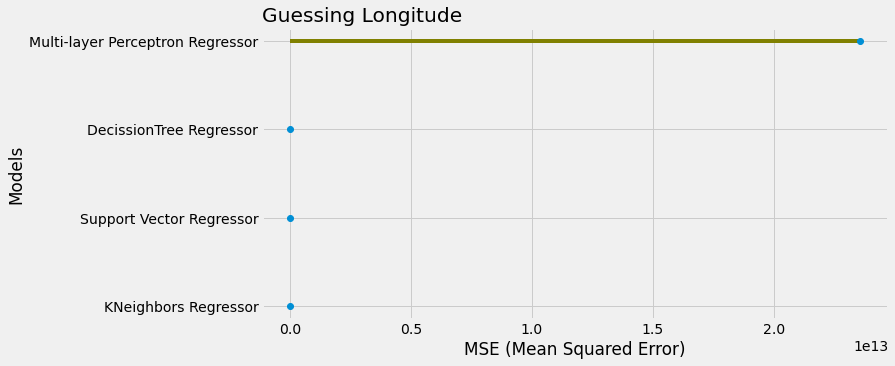 Guessing Longitude
Multi-layer Perceptron Regressor
DecissionTree Regressor
Support Vector Regressor
KNeighbors Regressor
Models
0.0 0.5 1.0 1.5 2.0
1e13
MSE (Mean Squared Error)